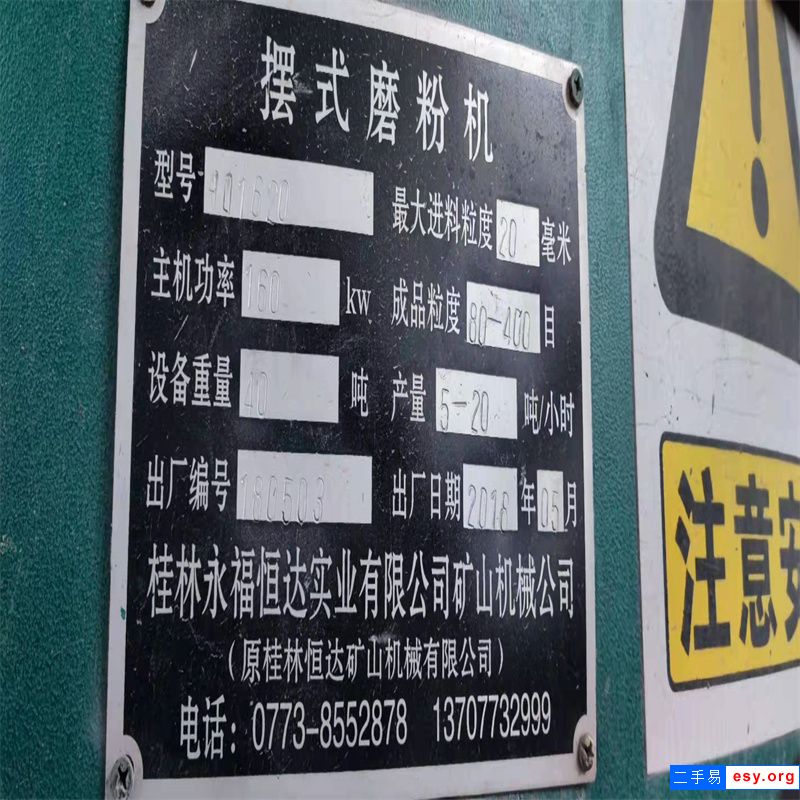 摆式磨粉机
型号 HD1620 最大进料粒度 20 毫米
主机功率 160 kw 成品粒度 80-400 目
设备重量 40 吨 产量 5-20 吨/小时
出厂编号 180503 出厂日期 2018 年 05 月
桂林永福恒达实业有限公司矿山机械公司
(原桂林恒达矿山机械有限公司)
电话: 0773-8552878 13707732999
注意安
二手易 esy.org